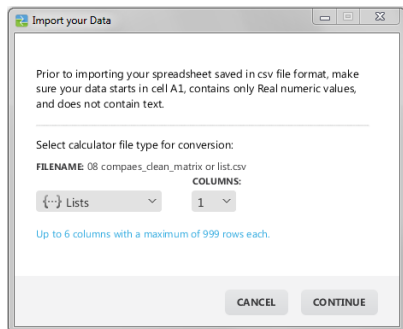 Import your Data
Prior to importing your spreadsheet saved in csv file format, make
sure your data starts in cell A1, contains only Real numeric values,
and does not contain text.
Select calculator file type for conversion:
FILENAME: 08 compaes_clean_matrix or list.csv
COLUMNS:
{···} Lists
1
Up to 6 columns with a maximum of 999 rows each.
CANCEL CONTINUE